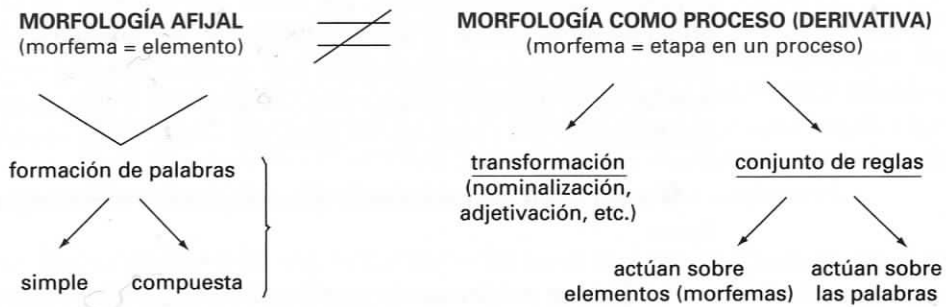 MORFOLOGÍA AFIJAL
(morfema = elemento)
formación de palabras
simple
compuesta
MORFOLOGÍA COMO PROCESO (DERIVATIVA)
(morfema = etapa en un proceso)
transformación
(nominalización,
adjetivación, etc.)
conjunto de reglas
actúan sobre
elementos (morfemas)
actúan sobre
las palabras